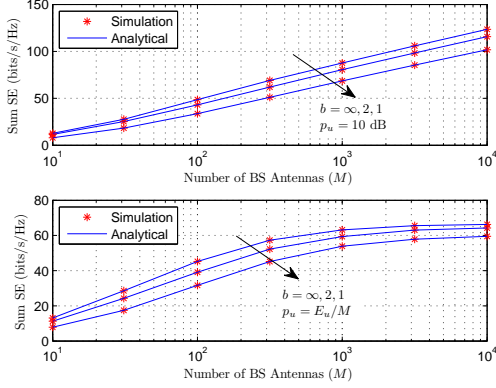 150
100
50
0
Sum SE (bits/s/Hz)
Simulation
Analytical
b = ∞, 2, 1
p_u = 10 dB
10^1
10^2
10^3
10^4
Number of BS Antennas (M)
80
60
40
20
0
Sum SE (bits/s/Hz)
Simulation
Analytical
b = ∞, 2, 1
p_u = E_u/M
10^1
10^2
10^3
10^4
Number of BS Antennas (M)